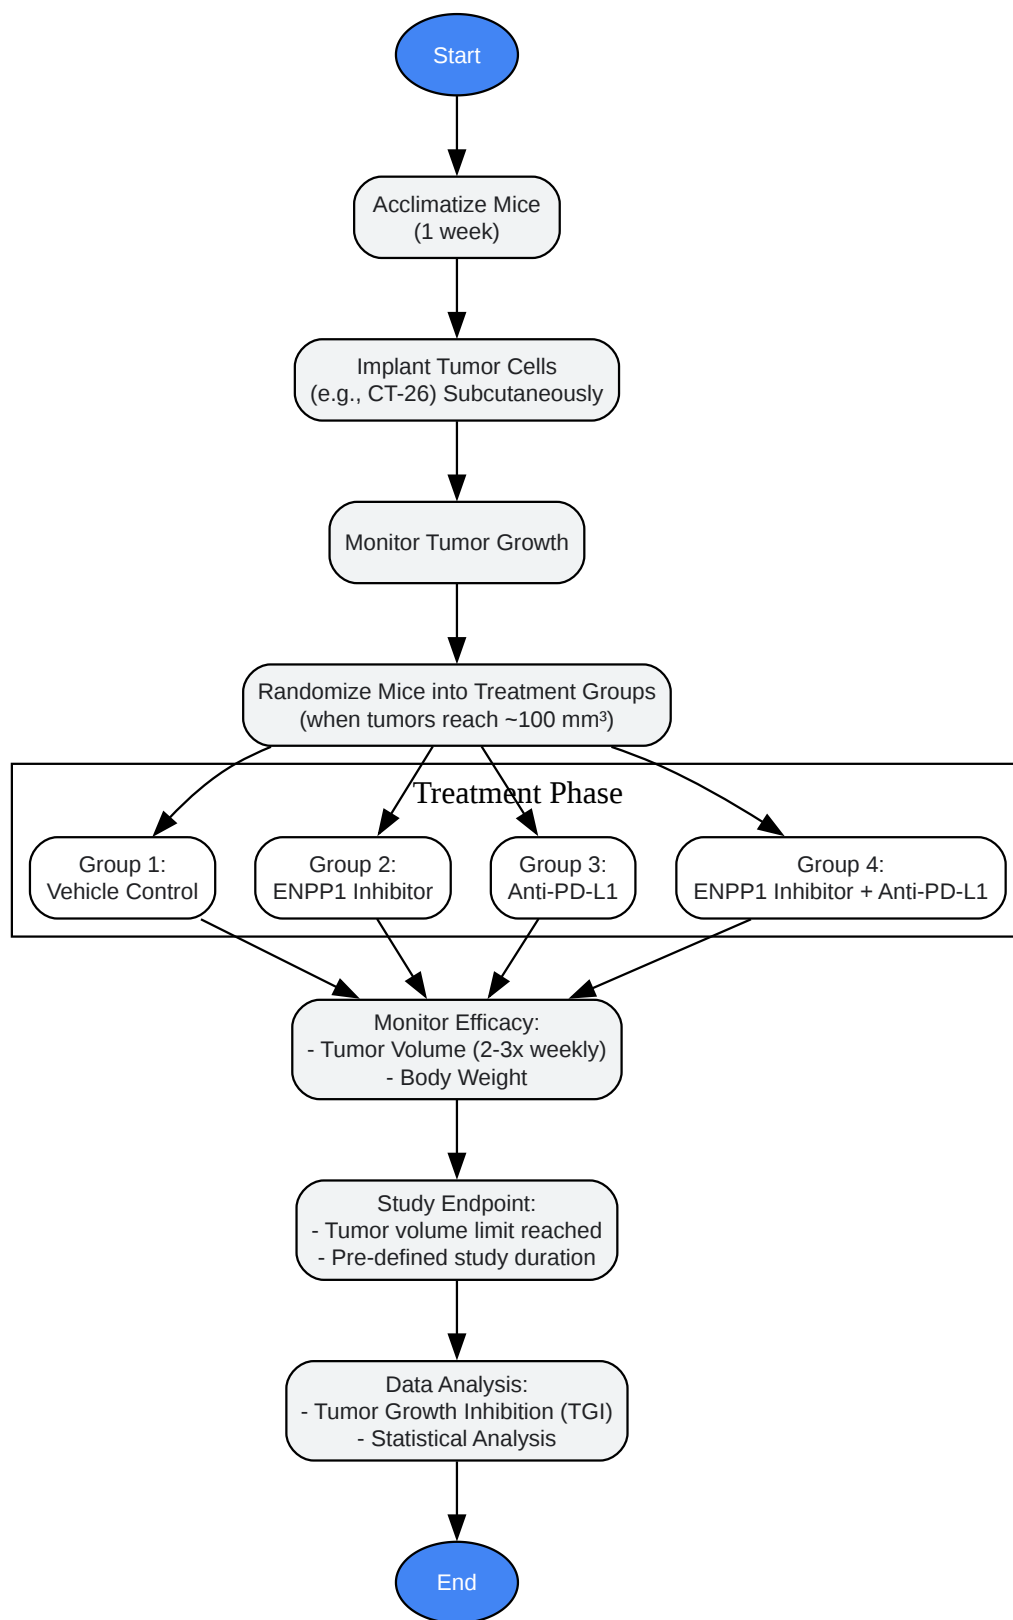 Start
Acclimatize Mice
(1 week)
Implant Tumor Cells
(e.g., CT-26) Subcutaneously
Monitor Tumor Growth
Randomize Mice into Treatment Groups
(when tumors reach ~100 mm³)
Treatment Phase
Group 1:
Vehicle Control
Group 2:
ENPP1 Inhibitor
Group 3:
Anti-PD-L1
Group 4:
ENPP1 Inhibitor + Anti-PD-L1
Monitor Efficacy:
- Tumor Volume (2-3x weekly)
- Body Weight
Study Endpoint:
- Tumor volume limit reached
- Pre-defined study duration
Data Analysis:
- Tumor Growth Inhibition (TGI)
- Statistical Analysis
End